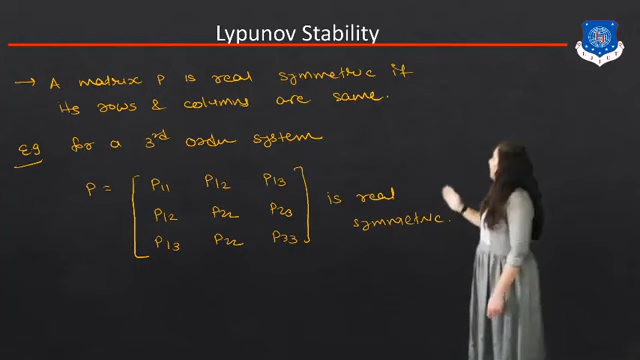 Lypunov Stability
→ A matrix P is real symmetric if
its rows & columns are same.
Eg for a 3rd order system
P = [ P11 P12 P13
P12 P22 P23
P13 P22 P33 ] is real
symmetric.